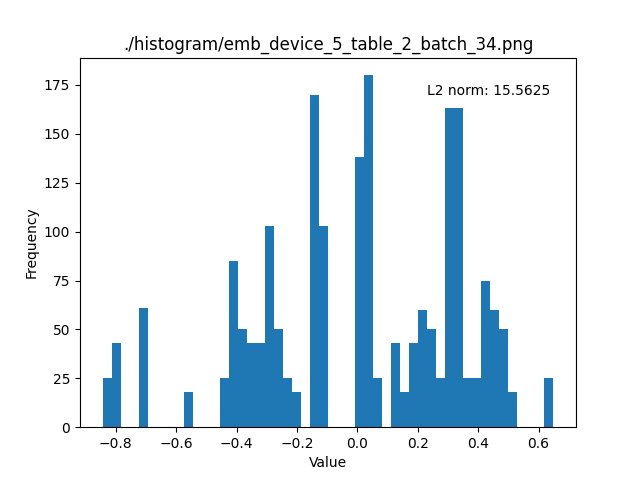 ./histogram/emb_device_5_table_2_batch_34.png
L2 norm: 15.5625
175
150
125
100
75
50
25
0
Frequency
−0.8 −0.6 −0.4 −0.2 0.0 0.2 0.4 0.6
Value